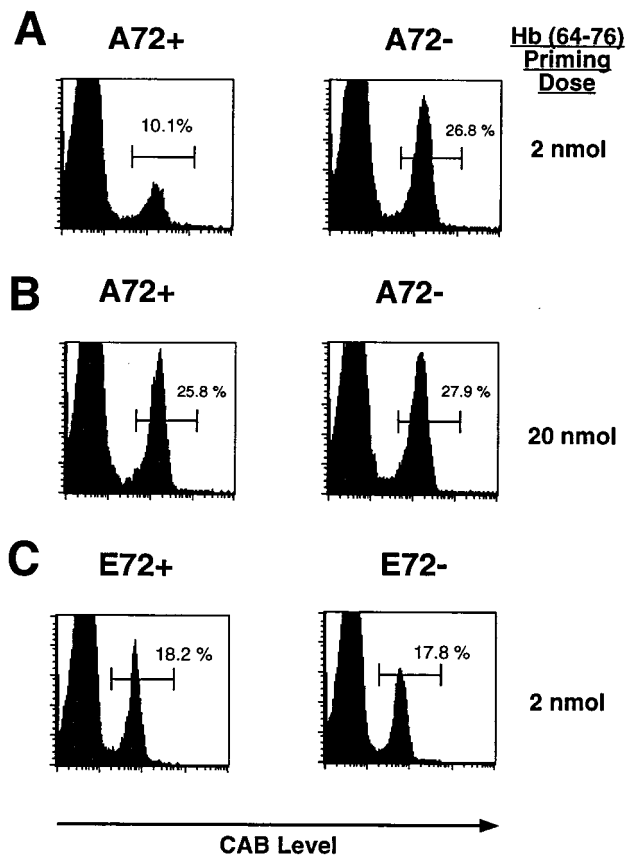 A
A72+
A72-
Hb (64-76)
Priming
Dose
10.1%
26.8 %
2 nmol
B
A72+
A72-
25.8 %
27.9 %
20 nmol
C
E72+
E72-
18.2 %
17.8 %
2 nmol
CAB Level